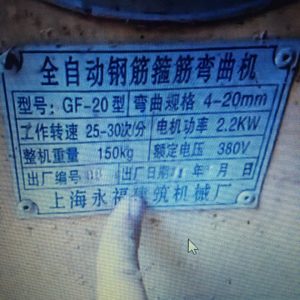 全自动钢筋箍筋弯曲机
型号: GF-20型 弯曲规格 4-20mm
工作转速 25-30次/分 电机功率 2.2KW
整机重量 150kg 额定电压 380V
出厂编号 出厂日期 年 月 日
上海永福建筑机械厂